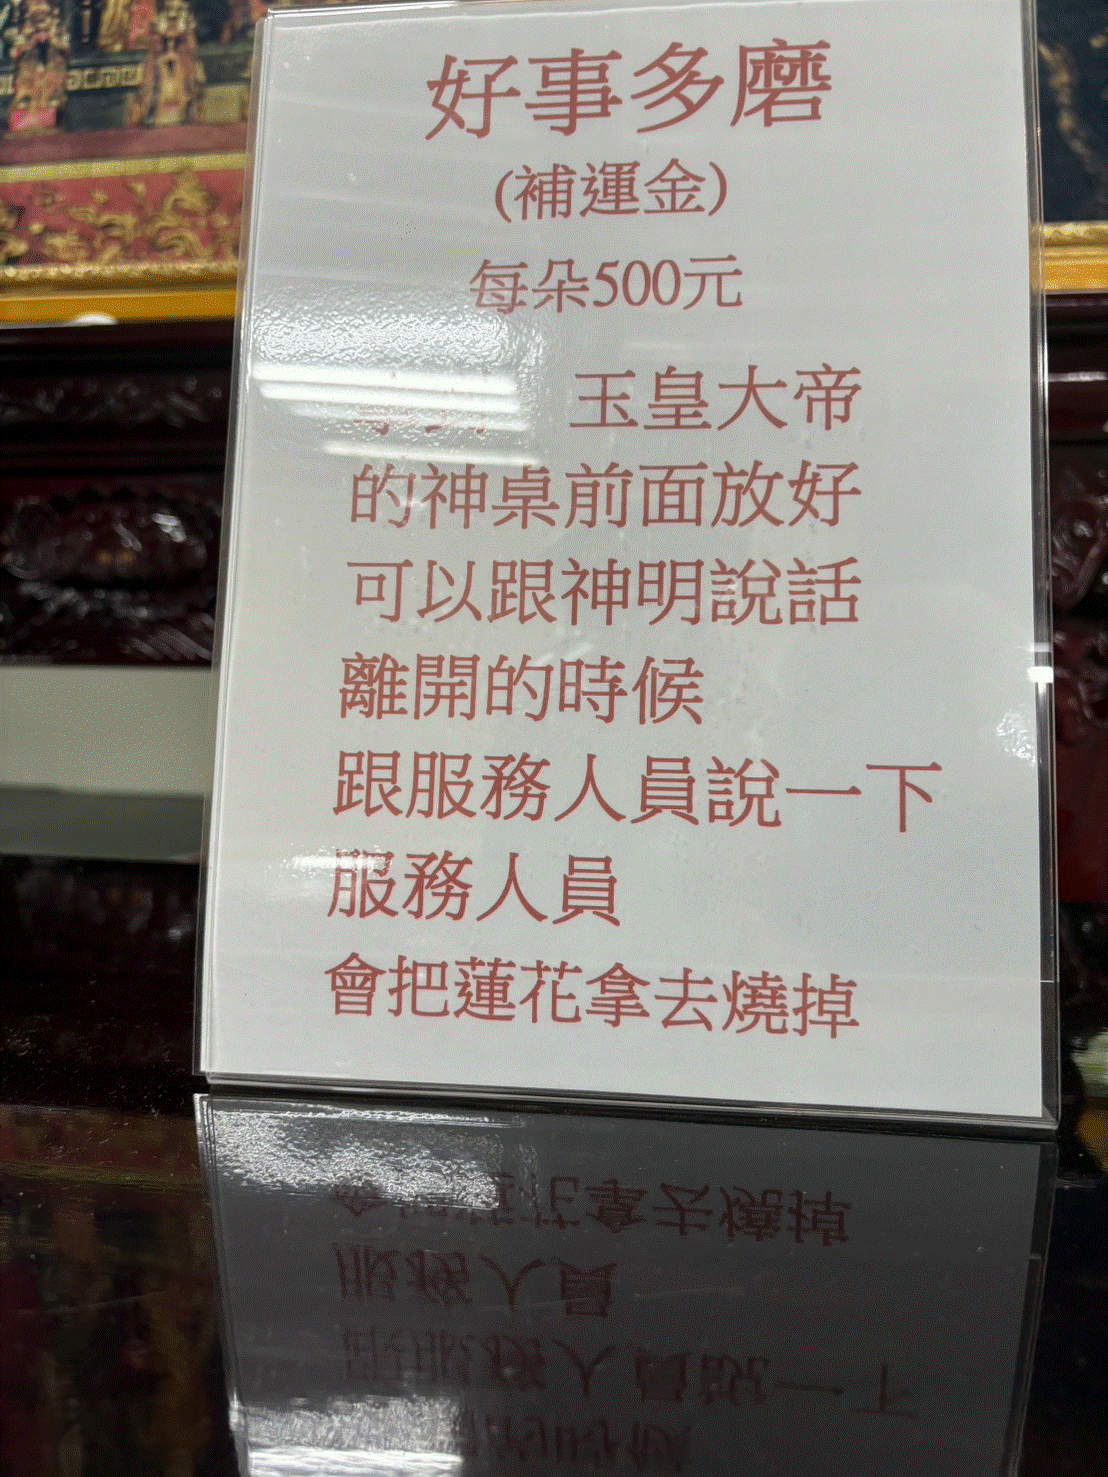 好事多磨
(補運金)
每朵500元
玉皇大帝
的神桌前面放好
可以跟神明說話
離開的時候
跟服務人員說一下
服務人員
會把蓮花拿去燒掉